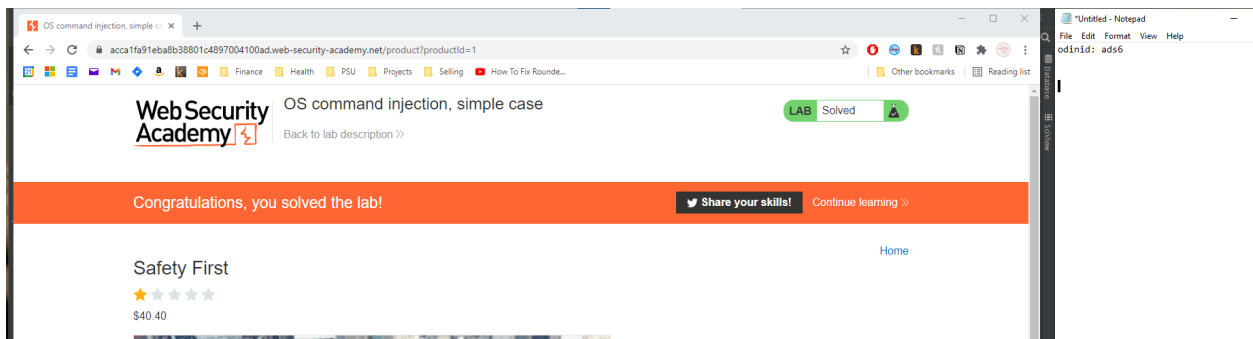 OS command injection, simple c
acca1fa91eba8b38801c4897004100ad.web-security-academy.net/product?productId=1
Finance Health PSU Projects Selling How To Fix Rounde... Other bookmarks Reading list
WebSecurity
Academy
OS command injection, simple case
Back to lab description
LAB Solved
Congratulations, you solved the lab!
Share your skills!
Continue learning
Home
Safety First
$40.40
Database
SciView
*Untitled - Notepad
File Edit Format View Help
odinid: ads6